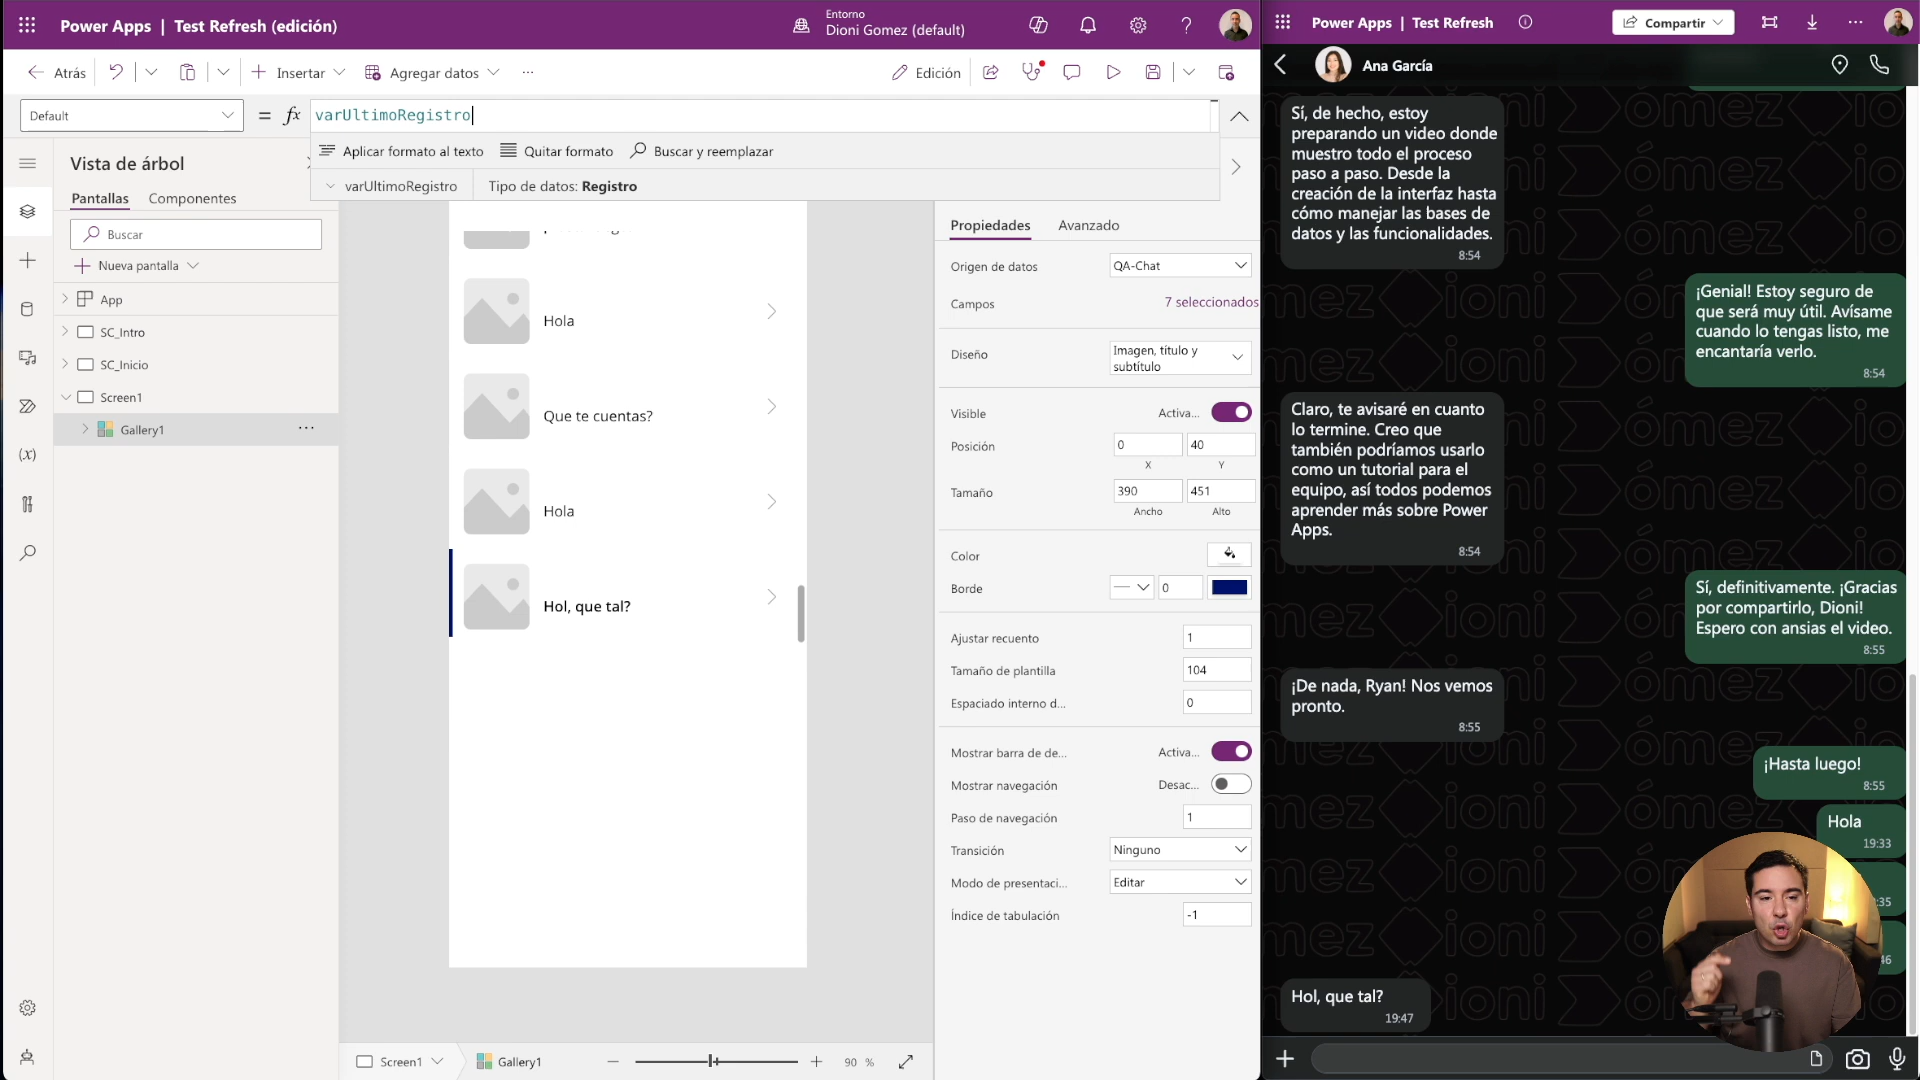 Power Apps | Test Refresh (edición)
Entorno
Dioni Gomez (default)
Atrás
Insertar
Agregar datos
Edición
Default
= fx varUltimoRegistro
Aplicar formato al texto
Quitar formato
Buscar y reemplazar
varUltimoRegistro
Tipo de datos: Registro
Vista de árbol
Pantallas
Componentes
Buscar
Nueva pantalla
App
SC_Intro
SC_Inicio
Screen1
Gallery1
(x)
Hola
Que te cuentas?
Hola
Hol, que tal?
Screen1
Gallery1
90 %
Propiedades
Avanzado
Origen de datos
QA-Chat
Campos
7 seleccionados
Diseño
Imagen, título y
subtítulo
Visible
Activa...
Posición
0
40
X
Y
Tamaño
390
451
Ancho
Alto
Color
Borde
0
Ajustar recuento
1
Tamaño de plantilla
104
Espaciado interno d...
0
Mostrar barra de de...
Activa...
Mostrar navegación
Desac...
Paso de navegación
1
Transición
Ninguno
Modo de presentaci...
Editar
Índice de tabulación
-1
Power Apps | Test Refresh
Compartir
Ana García
Sí, de hecho, estoy
preparando un video donde
muestro todo el proceso
paso a paso. Desde la
creación de la interfaz hasta
cómo manejar las bases de
datos y las funcionalidades.
8:54
¡Genial! Estoy seguro de
que será muy útil. Avísame
cuando lo tengas listo, me
encantaría verlo.
8:54
Claro, te avisaré en cuanto
lo termine. Creo que
también podríamos usarlo
como un tutorial para el
equipo, así todos podemos
aprender más sobre Power
Apps.
8:54
Sí, definitivamente. ¡Gracias
por compartirlo, Dioni!
Espero con ansias el video.
8:55
¡De nada, Ryan! Nos vemos
pronto.
8:55
¡Hasta luego!
8:55
Hola
19:33
:35
46
Hol, que tal?
19:47